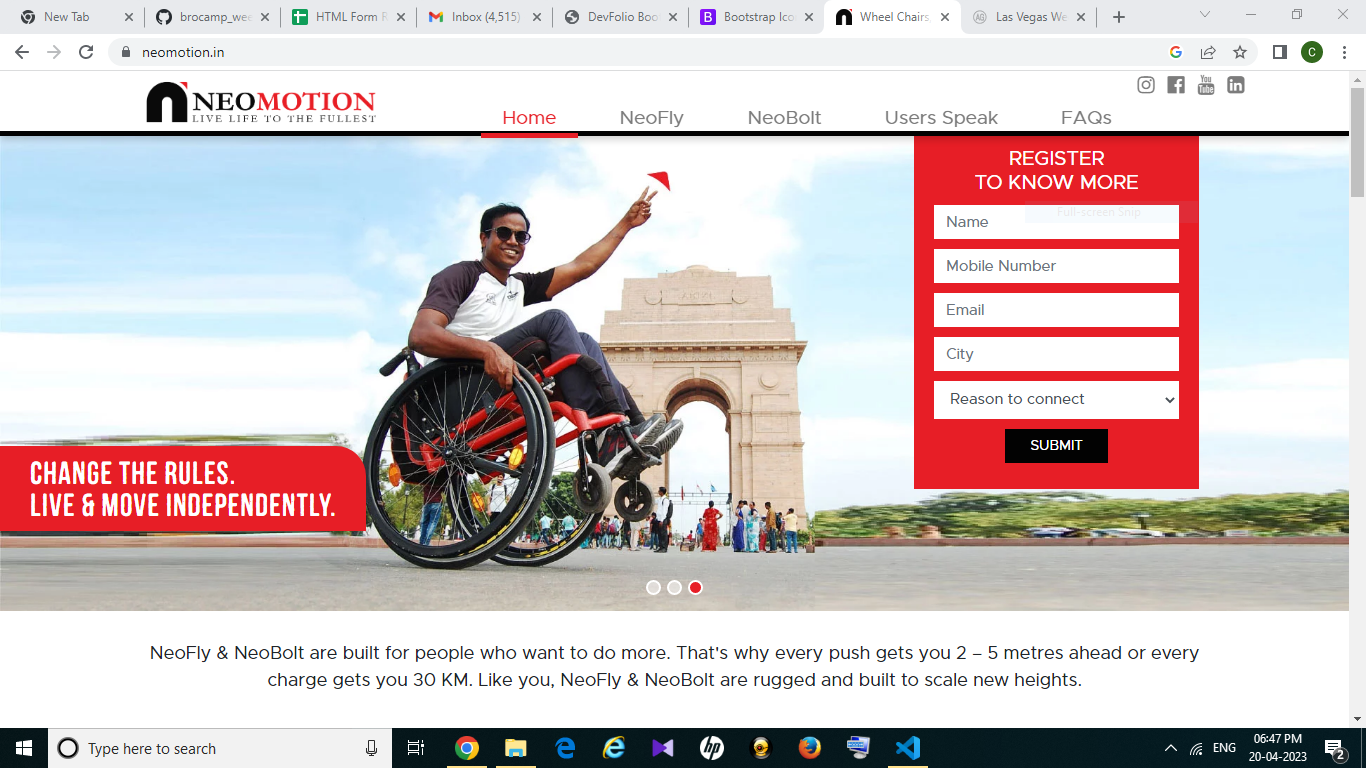 New Tab
brocamp_wee
HTML Form R
Inbox (4,515)
DevFolio Boo
Bootstrap Ico
Wheel Chairs,
Las Vegas We
neomotion.in
C
NEOMOTION
LIVE LIFE TO THE FULLEST
You
Tube
Home
NeoFly
NeoBolt
Users Speak
FAQs
REGISTER
TO KNOW MORE
Full-screen Snip
Name
Mobile Number
Email
City
Reason to connect
SUBMIT
CHANGE THE RULES.
LIVE & MOVE INDEPENDENTLY.
NeoFly & NeoBolt are built for people who want to do more. That's why every push gets you 2 – 5 metres ahead or every
charge gets you 30 KM. Like you, NeoFly & NeoBolt are rugged and built to scale new heights.
Type here to search
ENG
06:47 PM
20-04-2023
2